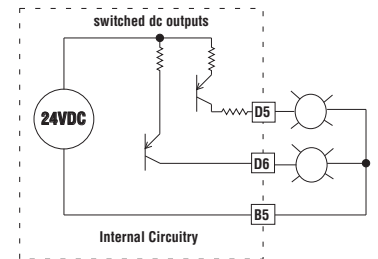 switched dc outputs
24VDC
D5
D6
B5
Internal Circuitry